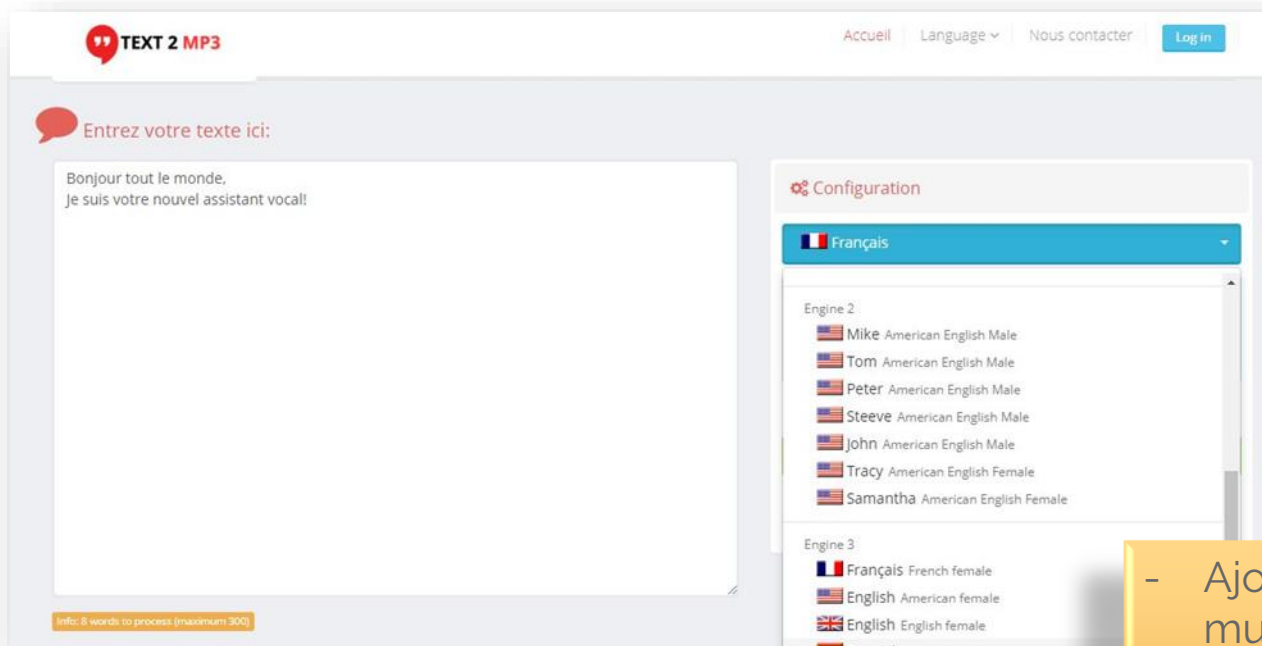 TEXT 2 MP3
Accueil Language Nous contacter Log in
Entrez votre texte ici:
Bonjour tout le monde,
Je suis votre nouvel assistant vocal!
Info: 8 words to process (maximum 300)
Configuration
Français
Engine 2
Mike American English Male
Tom American English Male
Peter American English Male
Steeve American English Male
John American English Male
Tracy American English Female
Samantha American English Female
Engine 3
Français French female
English American female
English English female
-